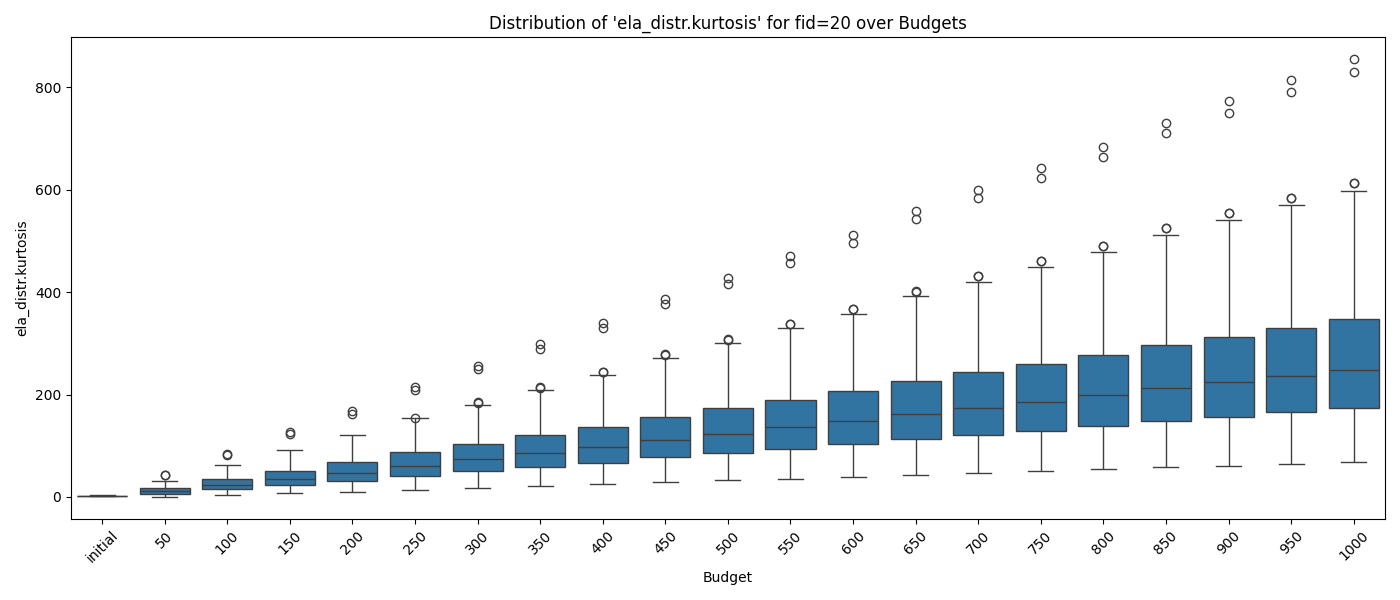 Distribution of 'ela_distr.kurtosis' for fid=20 over Budgets
ela_distr.kurtosis
800
600
400
200
0
initial 50 100 150 200 250 300 350 400 450 500 550 600 650 700 750 800 850 900 950 1000
Budget